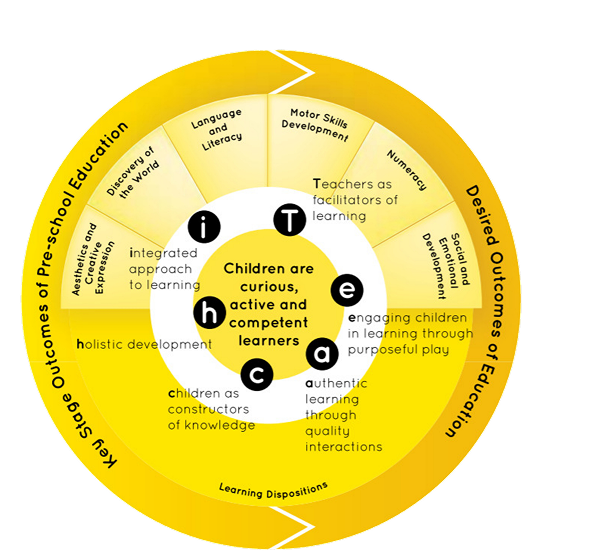 Key Stage Outcomes of Pre-school Education
Desired Outcomes of Education
Aesthetics and
Creative
Expression
Discovery of
the World
Language
and
Literacy
Motor Skills
Development
Numeracy
Social and
Emotional
Development
i
T
e
a
c
h
Teachers as
facilitators of
learning
integrated
approach
to learning
Children are
curious,
active and
competent
learners
engaging children
in learning through
purposeful play
holistic development
authentic
learning
through
quality
interactions
children as
constructors
of knowledge
Learning Dispositions